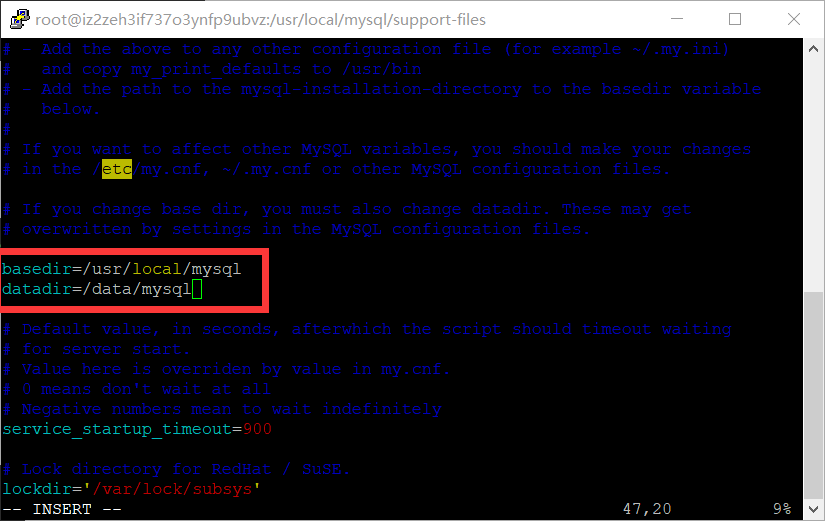 root@iz2zeh3if737o3ynfp9ubvz:/usr/local/mysql/support-files
# - Add the above to any other configuration file (for example ~/.my.ini)
#   and copy my_print_defaults to /usr/bin
# - Add the path to the mysql-installation-directory to the basedir variable
#   below.
#
# If you want to affect other MySQL variables, you should make your changes
# in the /etc/my.cnf, ~/.my.cnf or other MySQL configuration files.
# If you change base dir, you must also change datadir. These may get
# overwritten by settings in the MySQL configuration files.
basedir=/usr/local/mysql
datadir=/data/mysql
# Default value, in seconds, afterwhich the script should timeout waiting
# for server start.
# Value here is overriden by value in my.cnf.
# 0 means don't wait at all
# Negative numbers mean to wait indefinitely
service_startup_timeout=900
# Lock directory for RedHat / SuSE.
lockdir='/var/lock/subsys'
-- INSERT -- 47,20 9%